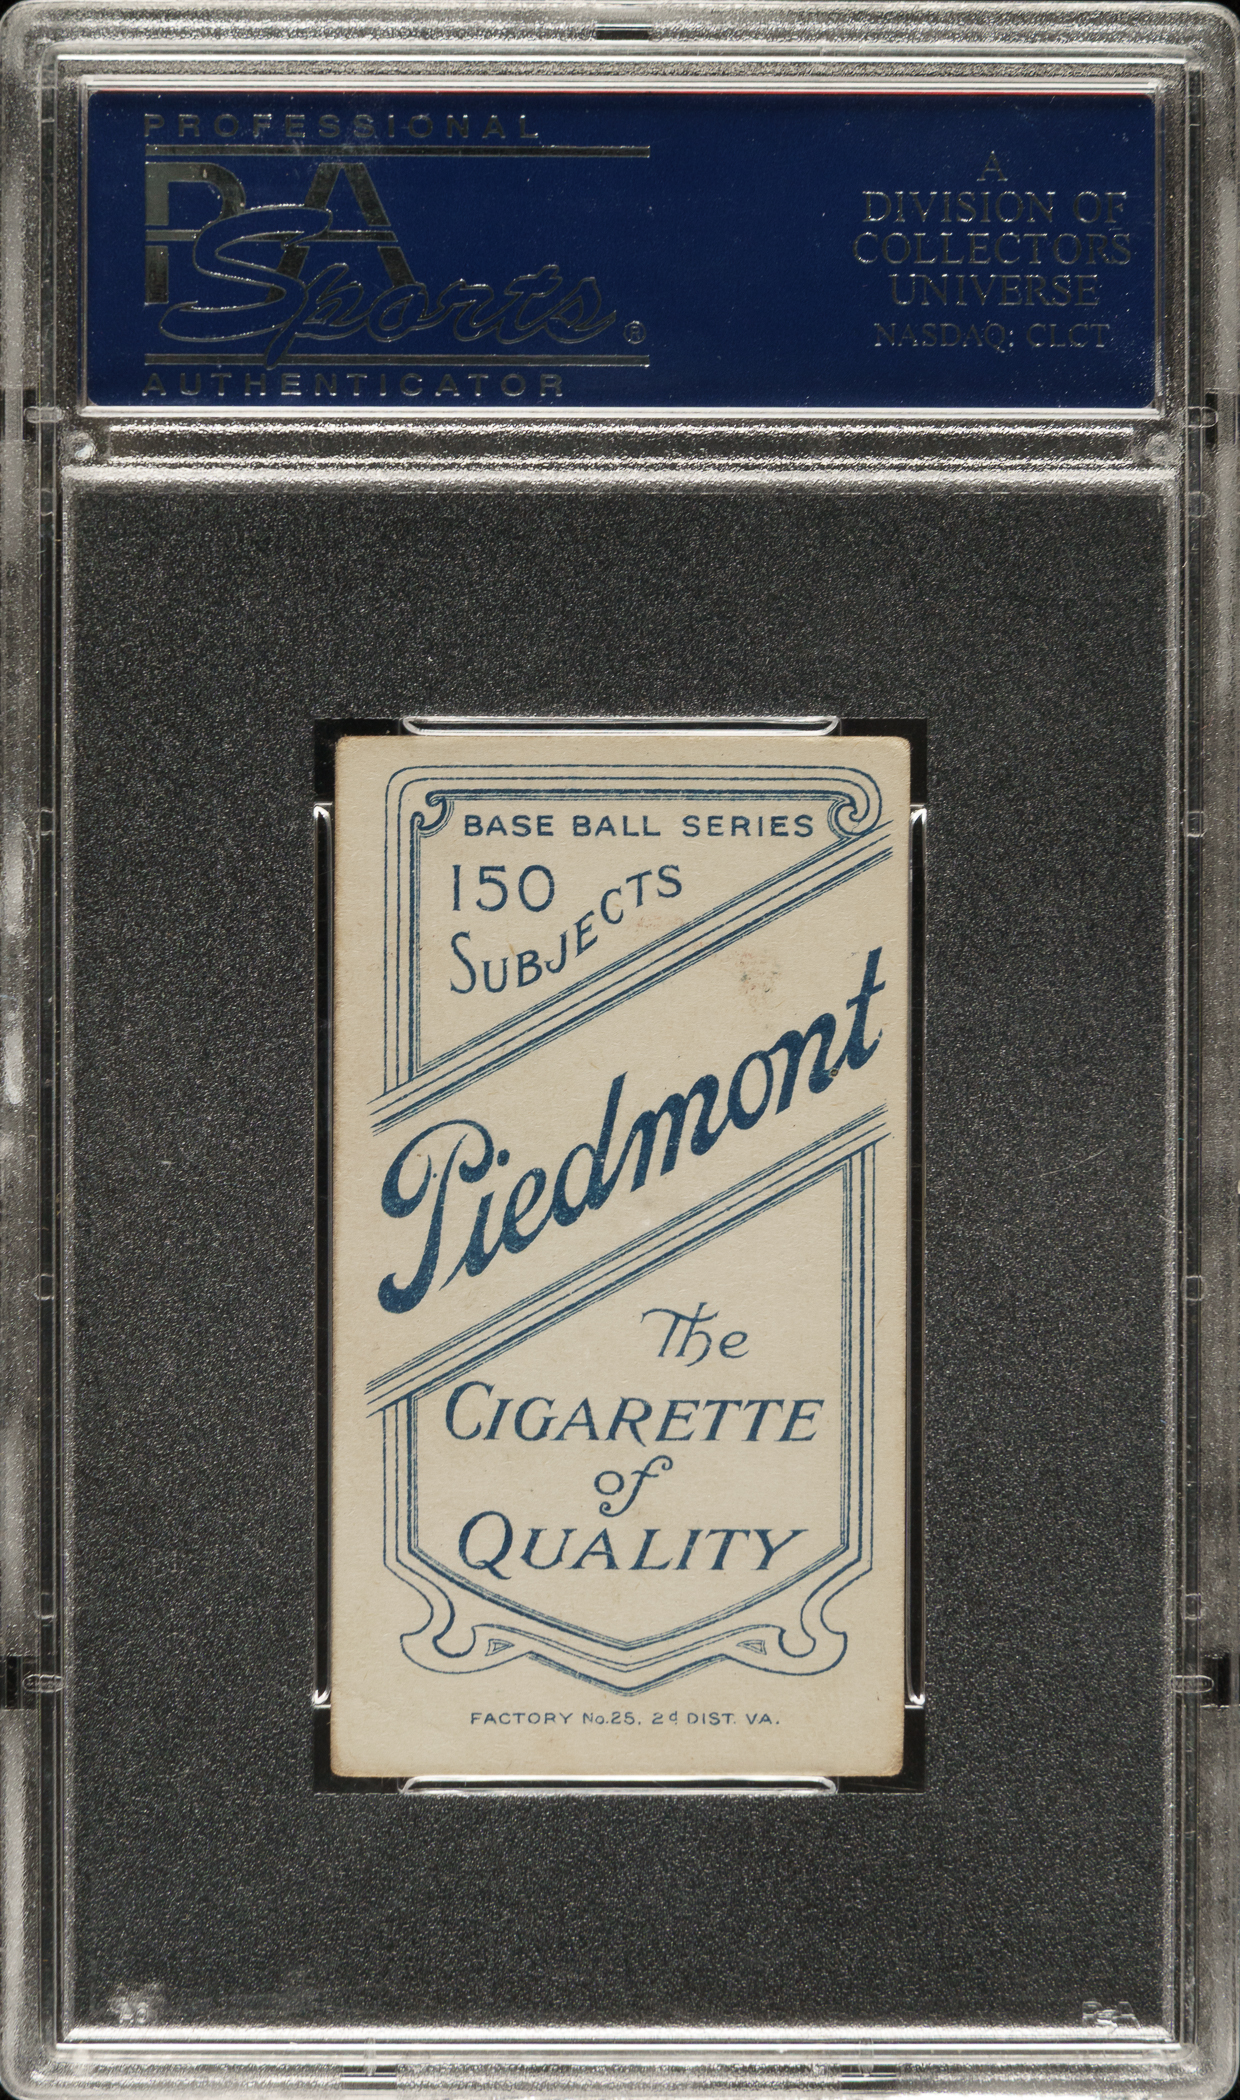 PROFESSIONAL
PSA
Sports®
AUTHENTICATOR
A
DIVISION OF
COLLECTORS
UNIVERSE
NASDAQ: CLCT
BASE BALL SERIES
150
SUBJECTS
Piedmont
The
CIGARETTE
of
QUALITY
FACTORY No.25, 2d DIST. VA.
PSA